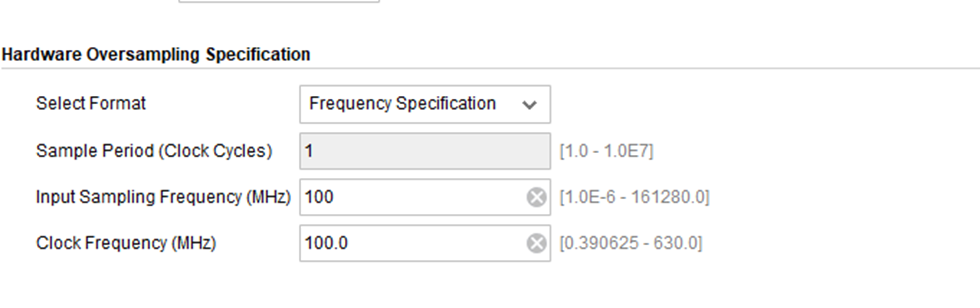 Hardware Oversampling Specification
Select Format Frequency Specification
Sample Period (Clock Cycles) 1 [1.0 - 1.0E7]
Input Sampling Frequency (MHz) 100 [1.0E-6 - 161280.0]
Clock Frequency (MHz) 100.0 [0.390625 - 630.0]